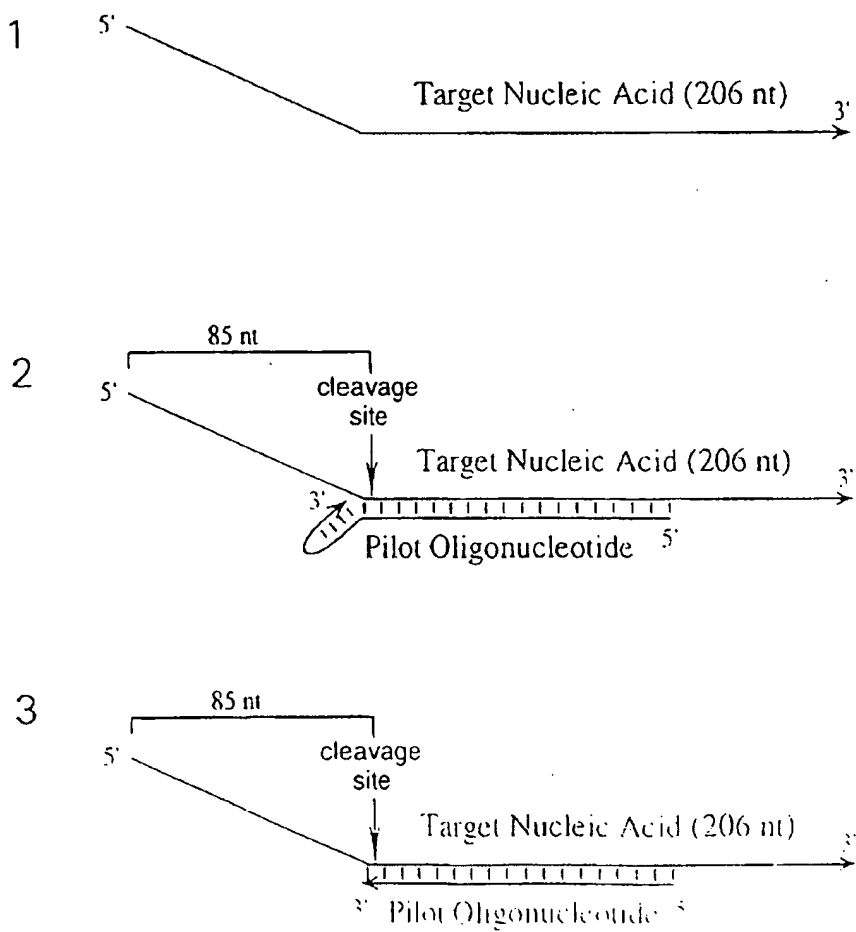 1
5'
Target Nucleic Acid (206 nt)
3'
2
85 nt
5'
cleavage
site
Target Nucleic Acid (206 nt)
3'
3'
Pilot Oligonucleotide
5'
3
85 nt
5'
cleavage
site
Target Nucleic Acid (206 nt)
3'
3' Pilot Oligonucleotide 5'